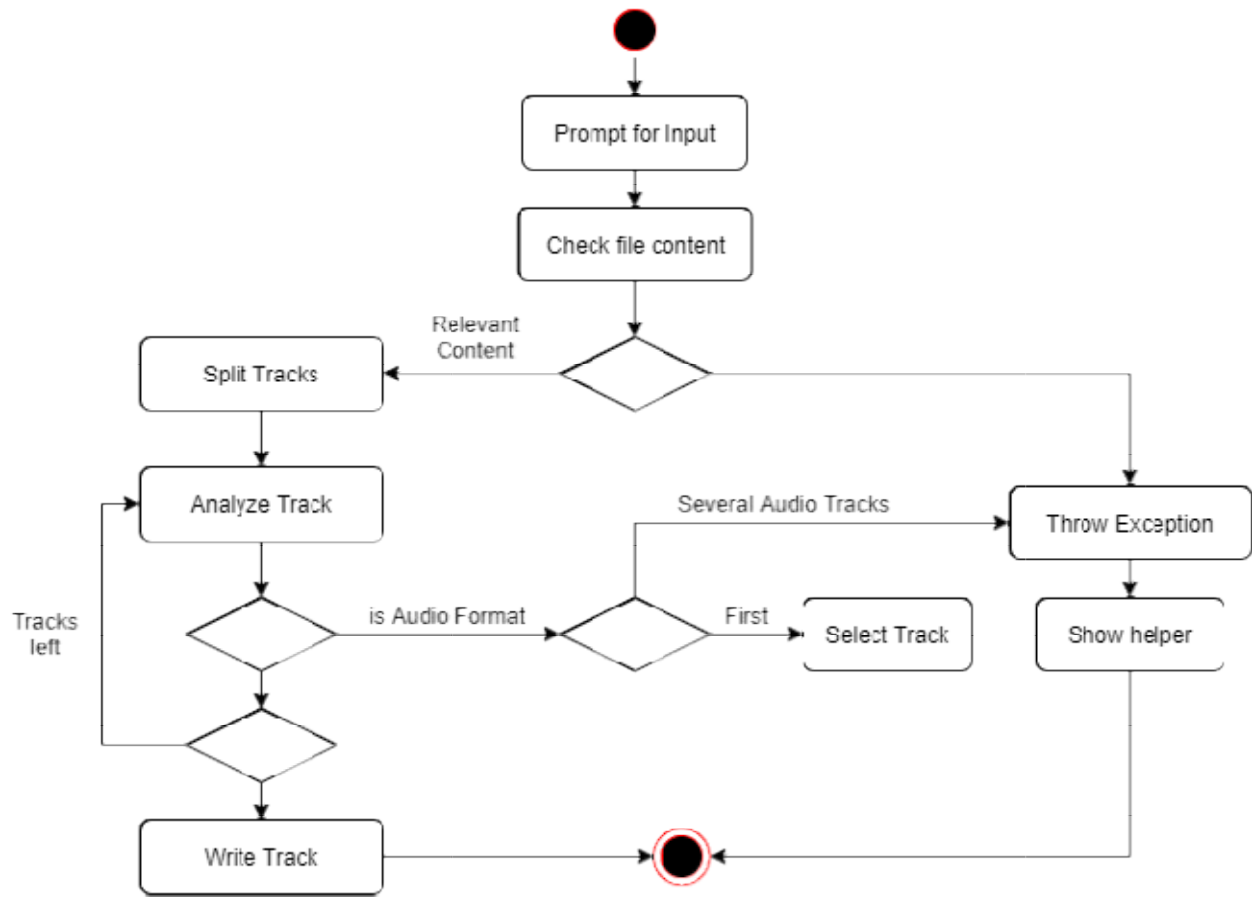 Prompt for Input
Check file content
Relevant
Content
Split Tracks
Analyze Track
Several Audio Tracks
Throw Exception
Tracks
left
is Audio Format
First
Select Track
Show helper
Write Track